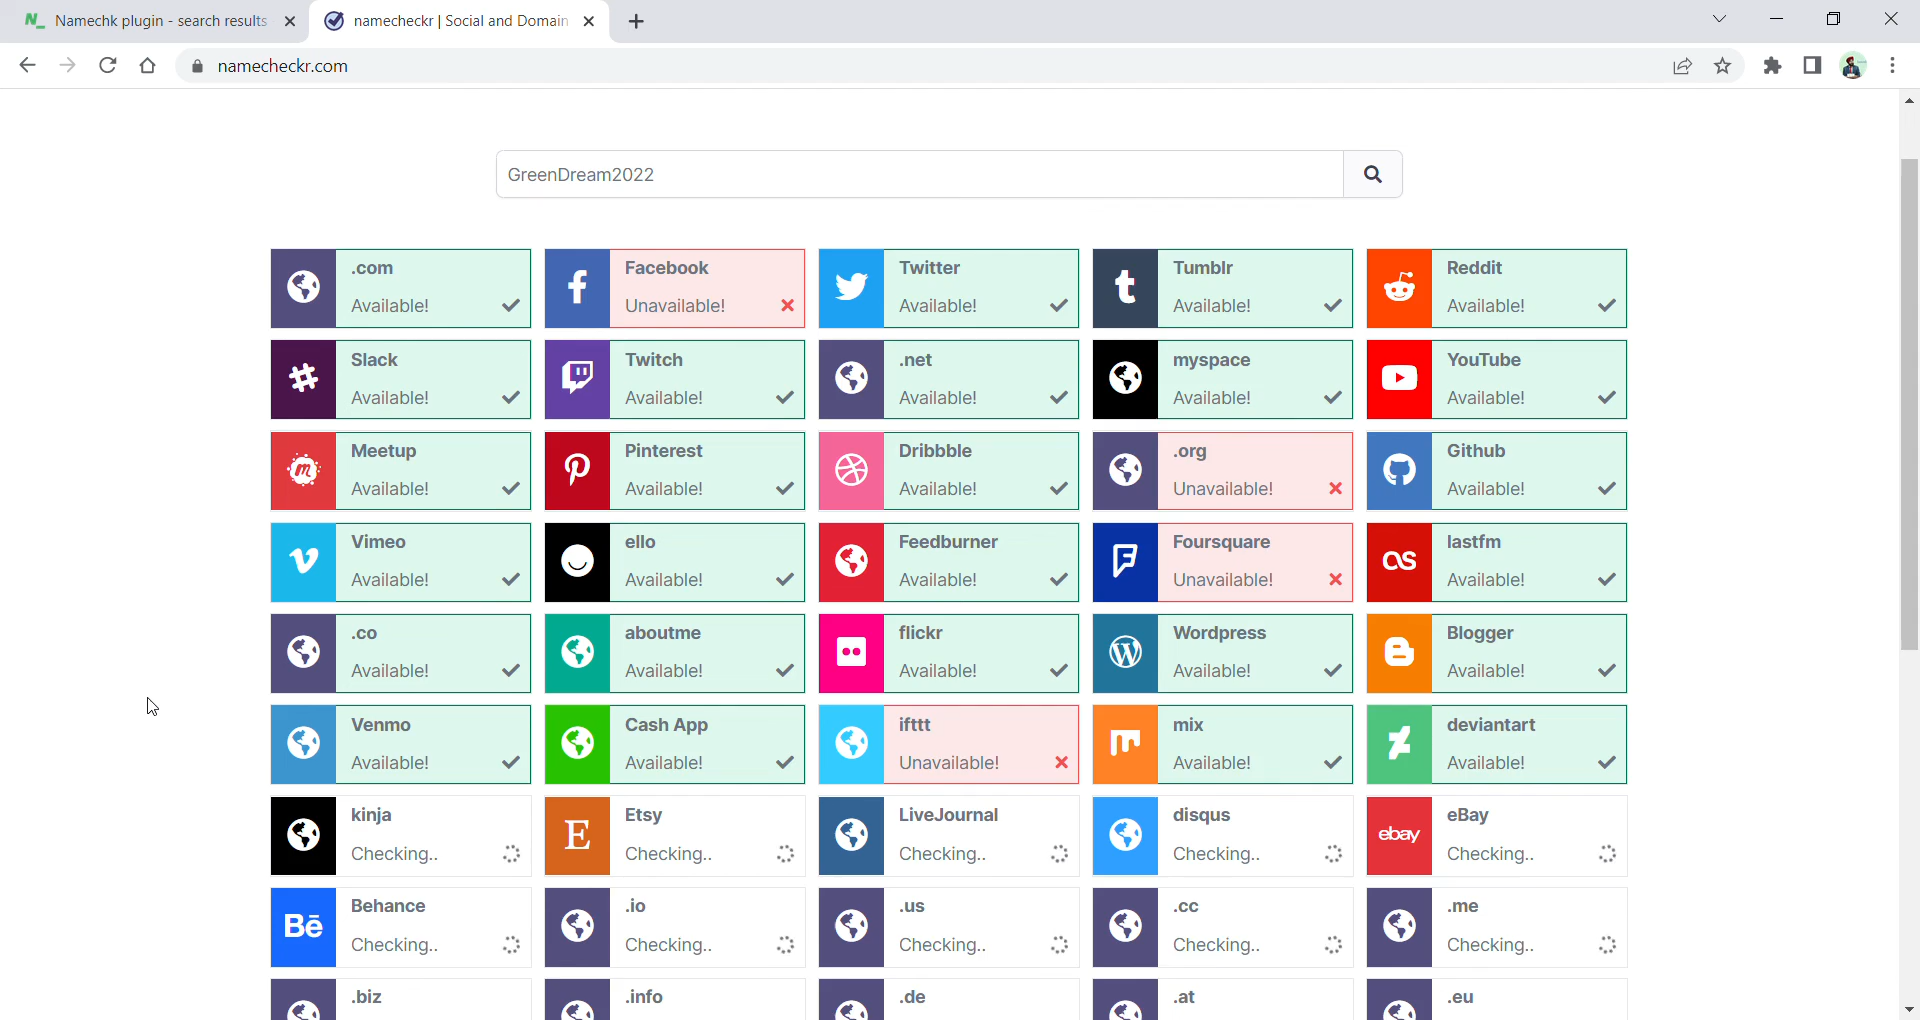 Namechk plugin - search results
namecheckr | Social and Domain
namecheckr.com
GreenDream2022
.com Facebook Twitter Tumblr Reddit
Available! Unavailable! Available! Available! Available!
Slack Twitch .net myspace YouTube
Available! Available! Available! Available! Available!
Meetup Pinterest Dribbble .org Github
Available! Available! Available! Unavailable! Available!
Vimeo ello Feedburner Foursquare lastfm
Available! Available! Available! Unavailable! Available!
.co aboutme flickr Wordpress Blogger
Available! Available! Available! Available! Available!
Venmo Cash App ifttt mix deviantart
Available! Available! Unavailable! Available! Available!
kinja Etsy LiveJournal disqus eBay
E ebay
Checking.. Checking.. Checking.. Checking.. Checking..
Behance .io .us .cc .me
Bē
Checking.. Checking.. Checking.. Checking.. Checking..
.biz .info .de .at .eu